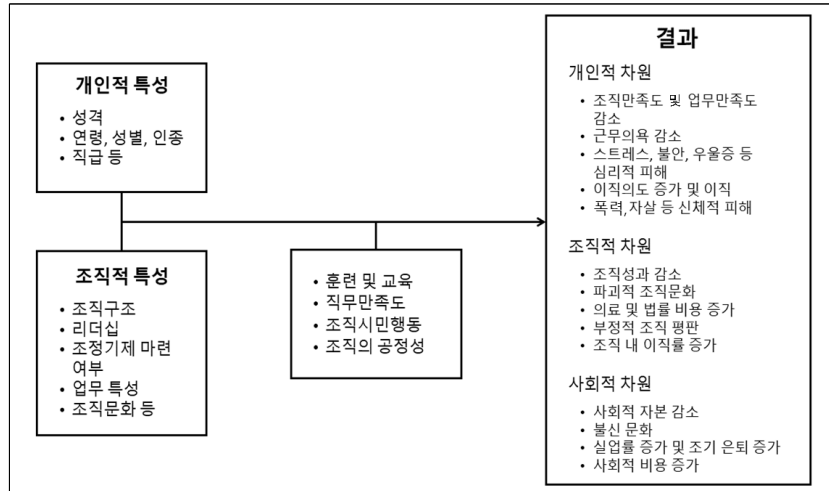 개인적 특성
• 성격
• 연령, 성별, 인종
• 직급 등
조직적 특성
• 조직구조
• 리더십
• 조정기제 마련
여부
• 업무 특성
• 조직문화 등
• 훈련 및 교육
• 직무만족도
• 조직시민행동
• 조직의 공정성
결과
개인적 차원
• 조직만족도 및 업무만족도
감소
• 근무의욕 감소
• 스트레스, 불안, 우울증 등
심리적 피해
• 이직의도 증가 및 이직
• 폭력,자살 등 신체적 피해
조직적 차원
• 조직성과 감소
• 파괴적 조직문화
• 의료 및 법률 비용 증가
• 부정적 조직 평판
• 조직 내 이직률 증가
사회적 차원
• 사회적 자본 감소
• 불신 문화
• 실업률 증가 및 조기 은퇴 증가
• 사회적 비용 증가